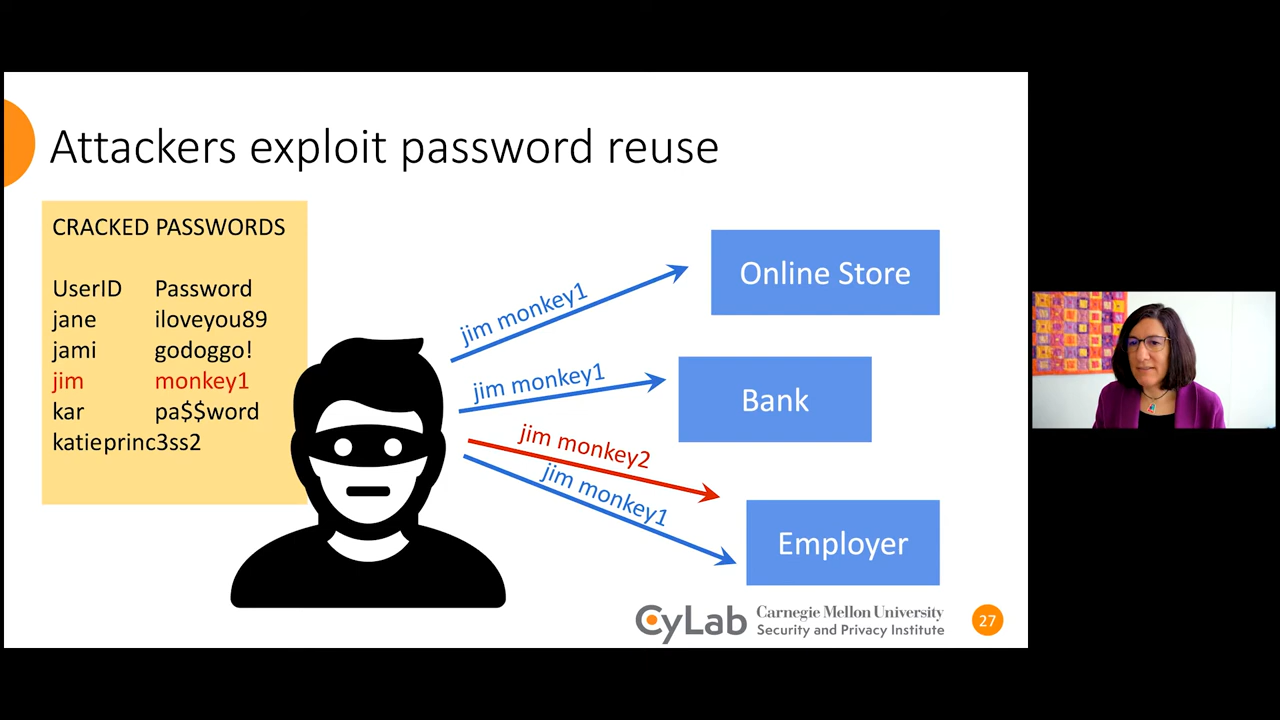 Attackers exploit password reuse
CRACKED PASSWORDS
UserID Password
jane iloveyou89
jami godoggo!
jim monkey1
kar pa$$word
katieprinc3ss2
jim monkey1
jim monkey1
jim monkey2
jim monkey1
Online Store
Bank
Employer
CyLab
Carnegie Mellon University
Security and Privacy Institute
27